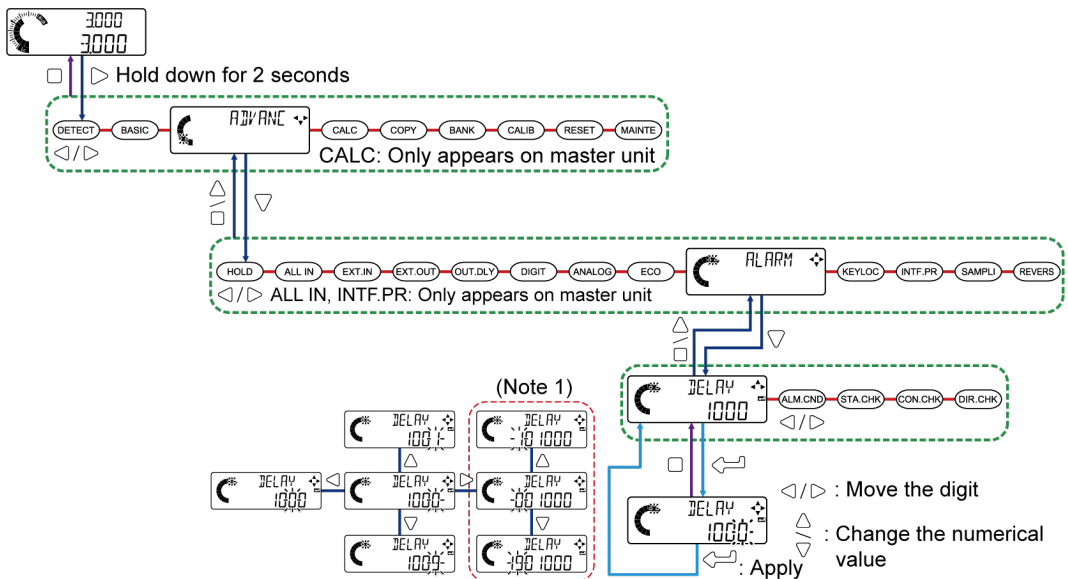 3.000
-3.000
Hold down for 2 seconds
DETECT BASIC ADVANC CALC COPY BANK CALIB RESET MAINTE
/
CALC: Only appears on master unit
HOLD ALL IN EXT.IN EXT.OUT OUT.DLY DIGIT ANALOG ECO ALARM KEYLOC INTF.PR SAMPLI REVERS
/ ALL IN, INTF.PR: Only appears on master unit
DELAY
1000
ALM.CND STA.CHK CON.CHK DIR.CHK
/
(Note 1)
DELAY
1001
DELAY
-101000
DELAY
1000
DELAY
1000
DELAY
-001000
DELAY
1009
DELAY
-901000
DELAY
1000
/ : Move the digit
/ : Change the numerical
value
: Apply